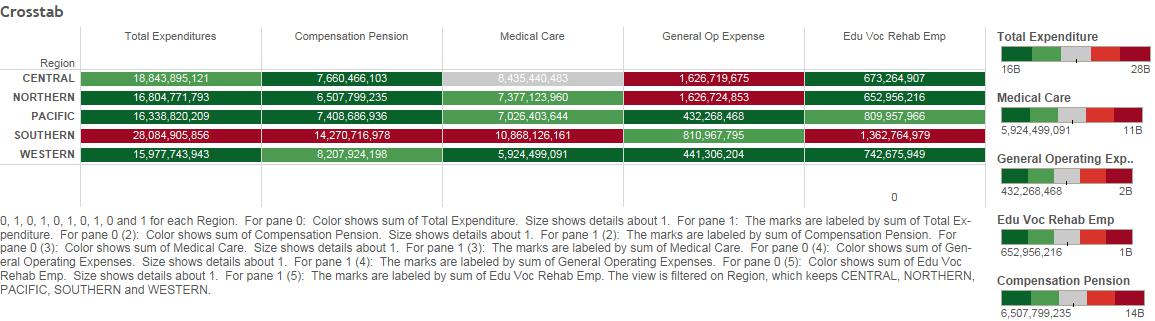 Crosstab
Total Expenditures Compensation Pension Medical Care General Op Expense Edu Voc Rehab Emp
Region
CENTRAL 18,843,895,121 7,660,466,103 8,435,440,483 1,626,719,675 673,264,907
NORTHERN 16,804,771,793 6,507,799,235 7,377,123,960 1,626,724,853 652,956,216
PACIFIC 16,338,820,209 7,408,686,936 7,026,403,644 432,268,468 809,957,966
SOUTHERN 28,084,905,856 14,270,716,978 10,868,126,161 810,967,795 1,362,764,979
WESTERN 15,977,743,943 8,207,924,198 5,924,499,091 441,306,204 742,675,949
0
0, 1, 0, 1, 0, 1, 0, 1, 0 and 1 for each Region. For pane 0: Color shows sum of Total Expenditure. Size shows details about 1. For pane 1: The marks are labeled by sum of Total Ex-
penditure. For pane 0 (2): Color shows sum of Compensation Pension. Size shows details about 1. For pane 1 (2): The marks are labeled by sum of Compensation Pension. For
pane 0 (3): Color shows sum of Medical Care. Size shows details about 1. For pane 1 (3): The marks are labeled by sum of Medical Care. For pane 0 (4): Color shows sum of Gen-
eral Operating Expenses. Size shows details about 1. For pane 1 (4): The marks are labeled by sum of General Operating Expenses. For pane 0 (5): Color shows sum of Edu Voc
Rehab Emp. Size shows details about 1. For pane 1 (5): The marks are labeled by sum of Edu Voc Rehab Emp. The view is filtered on Region, which keeps CENTRAL, NORTHERN,
PACIFIC, SOUTHERN and WESTERN.
Total Expenditure
16B 28B
Medical Care
5,924,499,091 11B
General Operating Exp..
432,268,468 2B
Edu Voc Rehab Emp
652,956,216 1B
Compensation Pension
6,507,799,235 14B